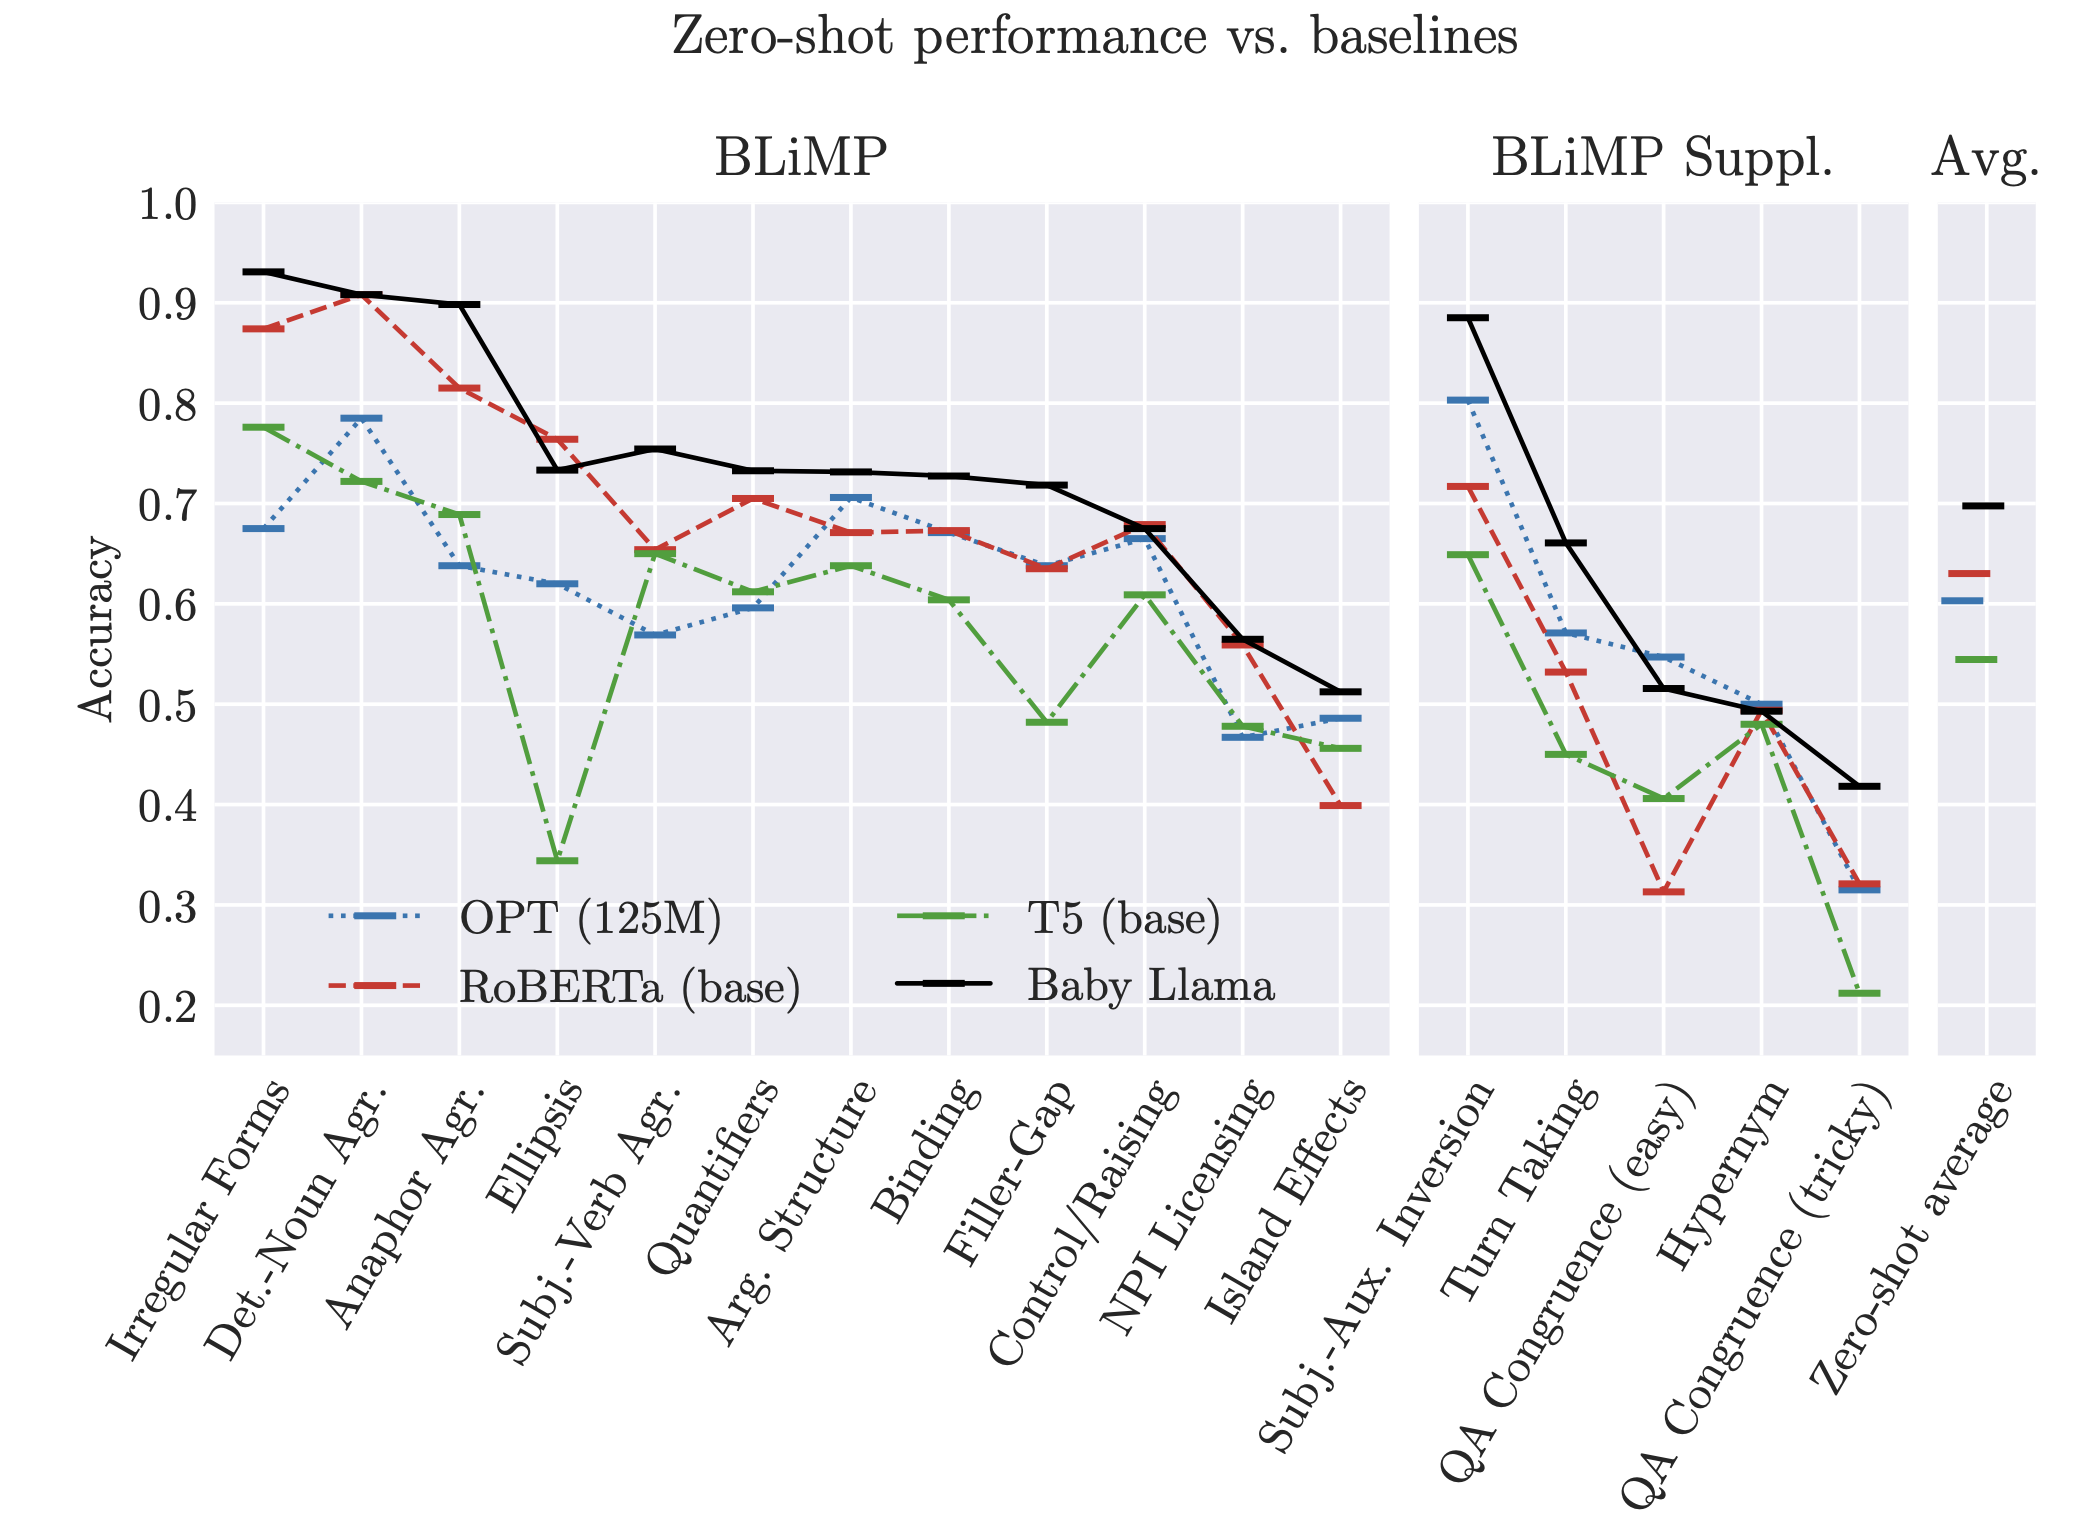 Zero-shot performance vs. baselines
BLiMP
BLiMP Suppl.
Avg.
Accuracy
1.0
0.9
0.8
0.7
0.6
0.5
0.4
0.3
0.2
OPT (125M)
RoBERTa (base)
T5 (base)
Baby Llama
Irregular Forms
Det.-Noun Agr.
Anaphor Agr.
Ellipsis
Subj.-Verb Agr.
Quantifiers
Arg. Structure
Binding
Filler-Gap
Control/Raising
NPI Licensing
Island Effects
Subj.-Aux. Inversion
Turn Taking
QA Congruence (easy)
Hypernym
QA Congruence (tricky)
Zero-shot average